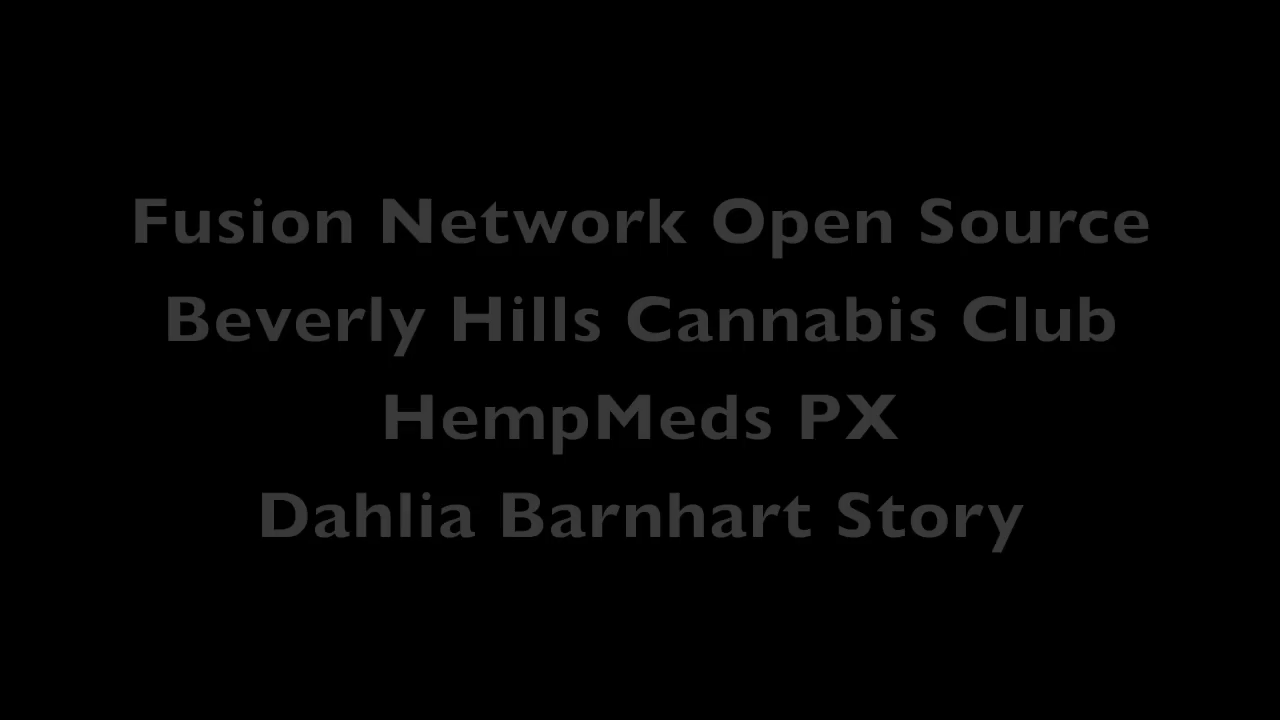 Fusion Network Open Source
Beverly Hills Cannabis Club
HempMeds PX
Dahlia Barnhart Story